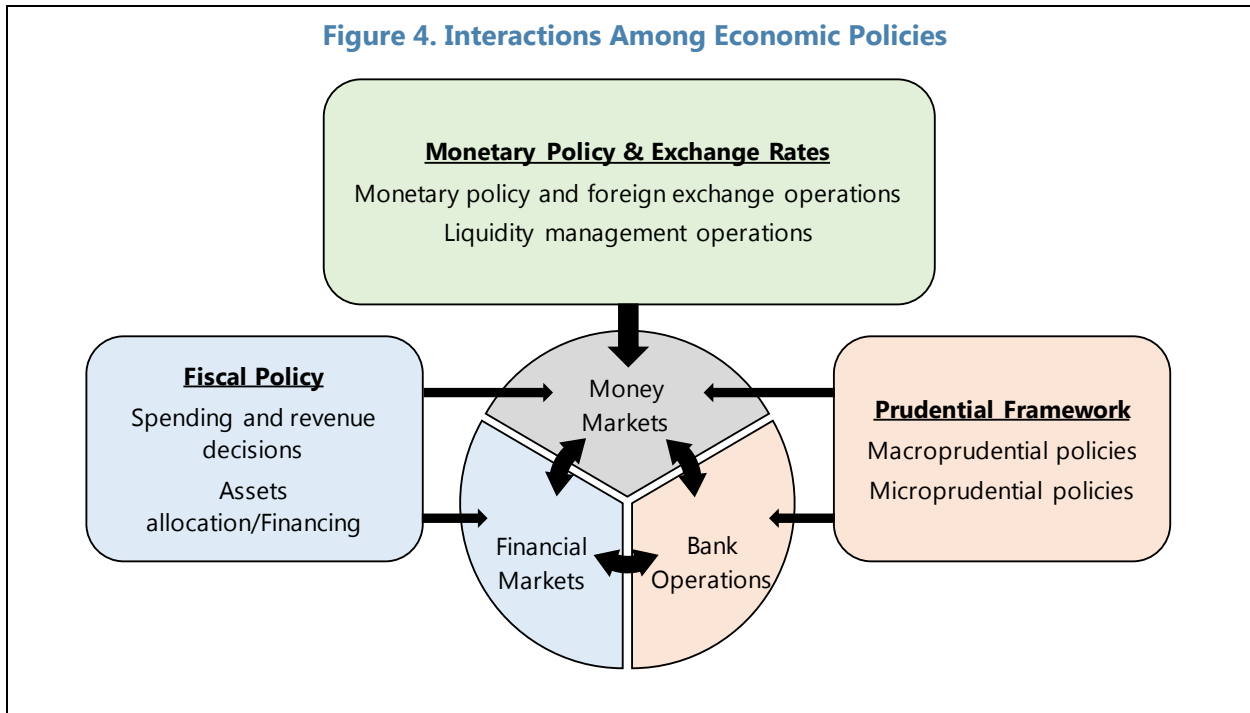 Figure 4. Interactions Among Economic Policies
Monetary Policy & Exchange Rates
Monetary policy and foreign exchange operations
Liquidity management operations
Fiscal Policy
Spending and revenue
decisions
Assets
allocation/Financing
Money
Markets
Prudential Framework
Macroprudential policies
Microprudential policies
Financial
Markets
Bank
Operations